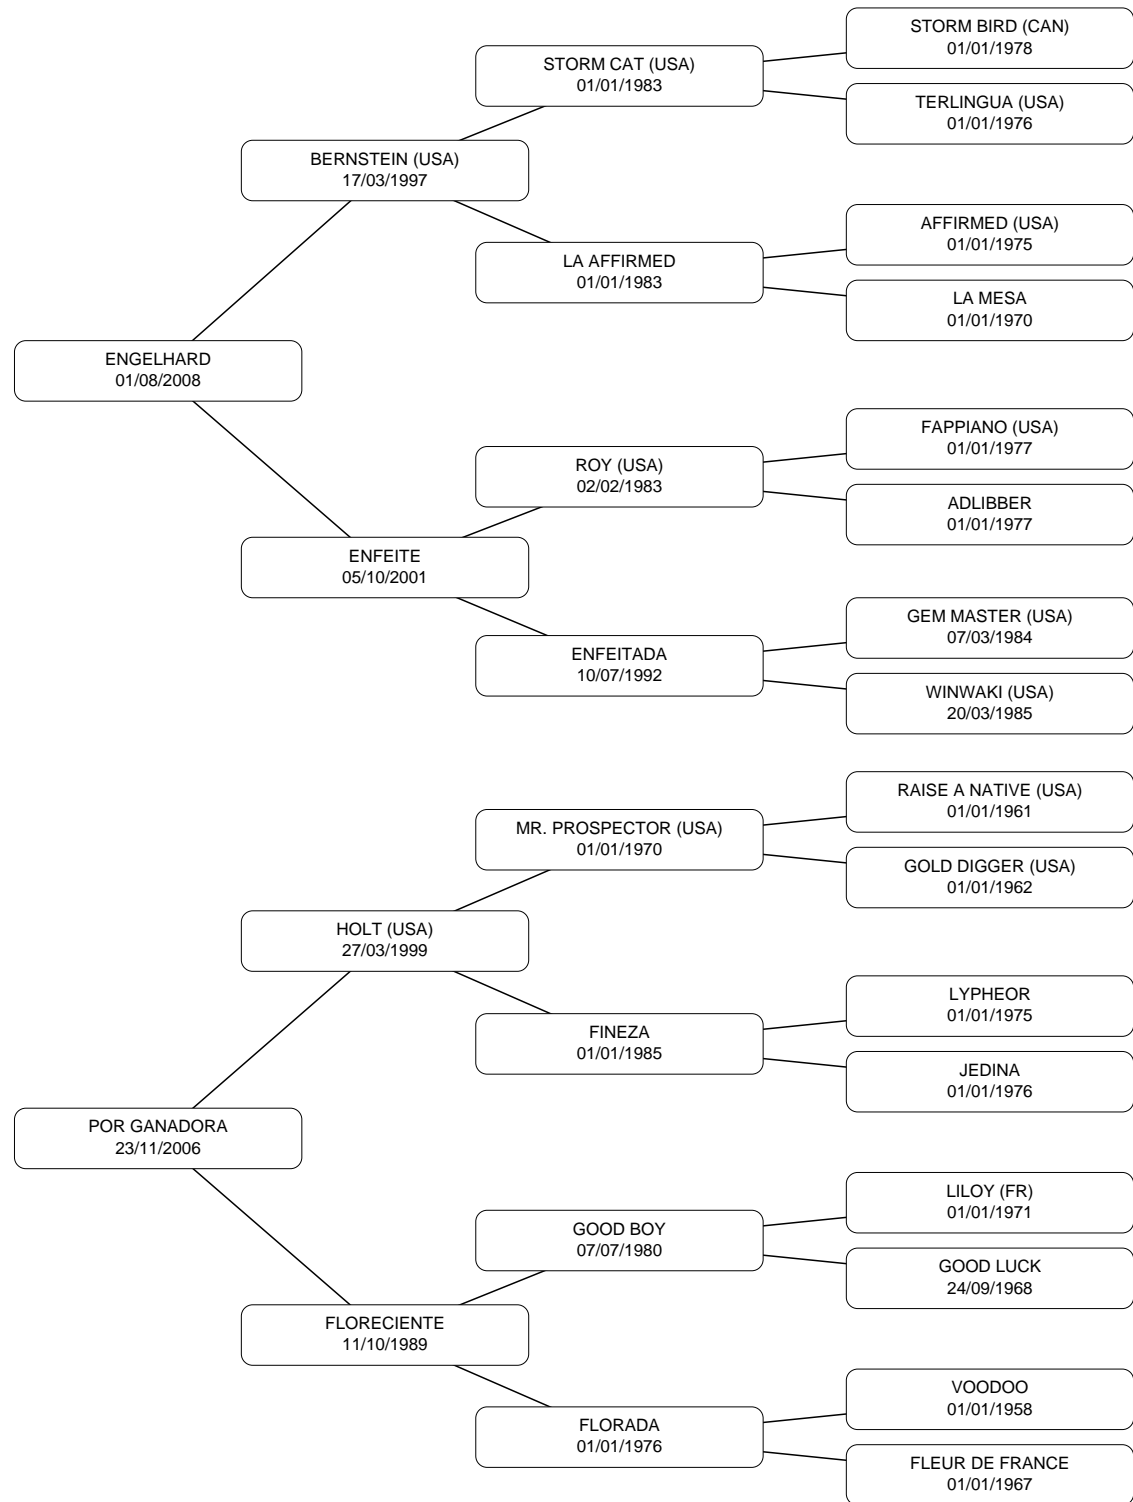 STORM BIRD (CAN)
01/01/1978
STORM CAT (USA)
01/01/1983
TERLINGUA (USA)
01/01/1976
BERNSTEIN (USA)
17/03/1997
AFFIRMED (USA)
01/01/1975
LA AFFIRMED
01/01/1983
LA MESA
01/01/1970
ENGELHARD
01/08/2008
FAPPIANO (USA)
01/01/1977
ROY (USA)
02/02/1983
ADLIBBER
01/01/1977
ENFEITE
05/10/2001
GEM MASTER (USA)
07/03/1984
ENFEITADA
10/07/1992
WINWAKI (USA)
20/03/1985
RAISE A NATIVE (USA)
01/01/1961
MR. PROSPECTOR (USA)
01/01/1970
GOLD DIGGER (USA)
01/01/1962
HOLT (USA)
27/03/1999
LYPHEOR
01/01/1975
FINEZA
01/01/1985
JEDINA
01/01/1976
POR GANADORA
23/11/2006
LILOY (FR)
01/01/1971
GOOD BOY
07/07/1980
GOOD LUCK
24/09/1968
FLORECIENTE
11/10/1989
VOODOO
01/01/1958
FLORADA
01/01/1976
FLEUR DE FRANCE
01/01/1967